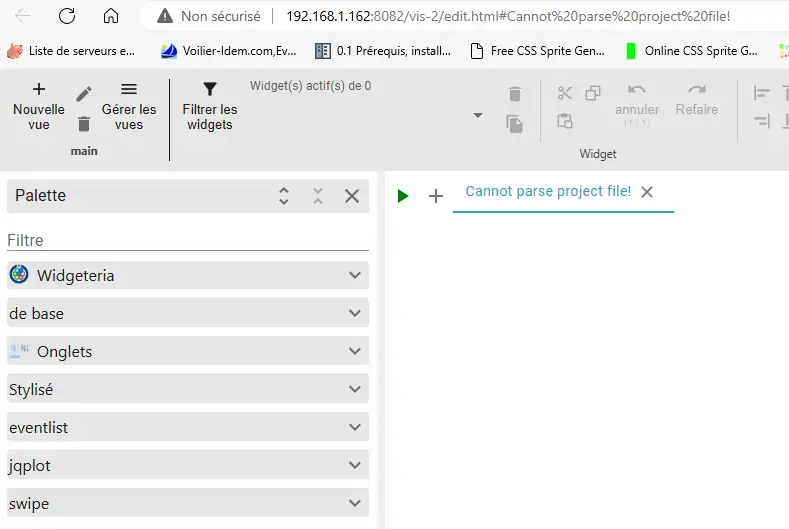 Non sécurisé 192.168.1.162:8082/vis-2/edit.html#Cannot%20parse%20project%20file!
Liste de serveurs e... Voilier-Idem.com,Ev... 0.1 Prérequis, install... Free CSS Sprite Gen... Online CSS Sprite G...
Nouvelle vue
Gérer les vues
main
Filtrer les widgets
Widget(s) actif(s) de 0
annuler
Refaire
Widget
Palette
Cannot parse project file!
Filtre
Widgeteria
de base
Onglets
Stylisé
eventlist
jqplot
swipe